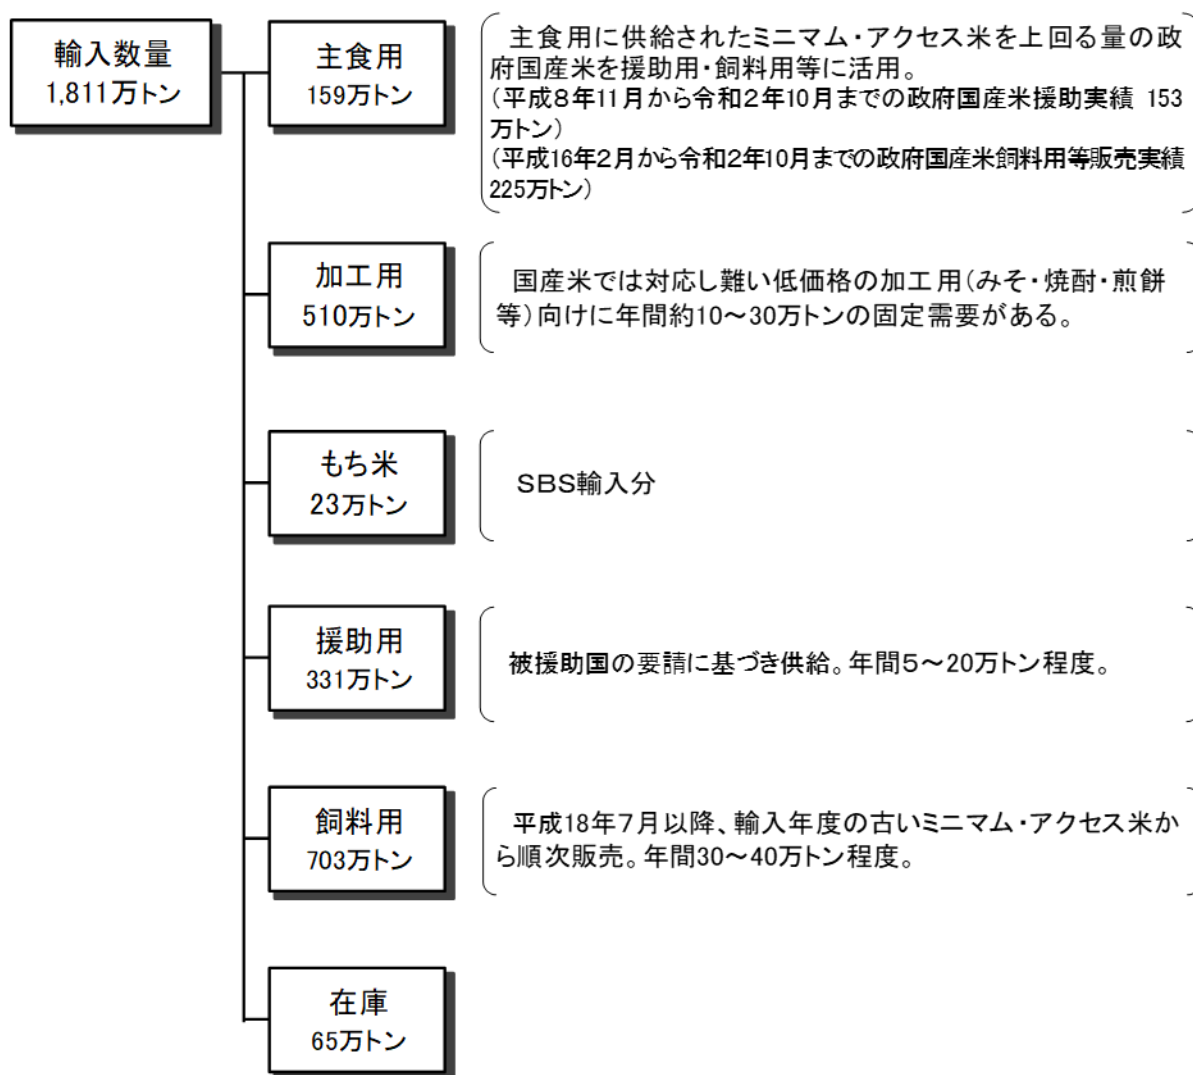 輸入数量
1,811万トン
主食用
159万トン
主食用に供給されたミニマム・アクセス米を上回る量の政
府国産米を援助用・飼料用等に活用。
(平成8年11月から令和2年10月までの政府国産米援助実績 153
万トン)
(平成16年2月から令和2年10月までの政府国産米飼料用等販売実績
225万トン)
加工用
510万トン
国産米では対応し難い低価格の加工用(みそ・焼酎・煎餅
等)向けに年間約10～30万トンの固定需要がある。
もち米
23万トン
SBS輸入分
援助用
331万トン
被援助国の要請に基づき供給。年間5～20万トン程度。
飼料用
703万トン
平成18年7月以降、輸入年度の古いミニマム・アクセス米か
ら順次販売。年間30～40万トン程度。
在庫
65万トン